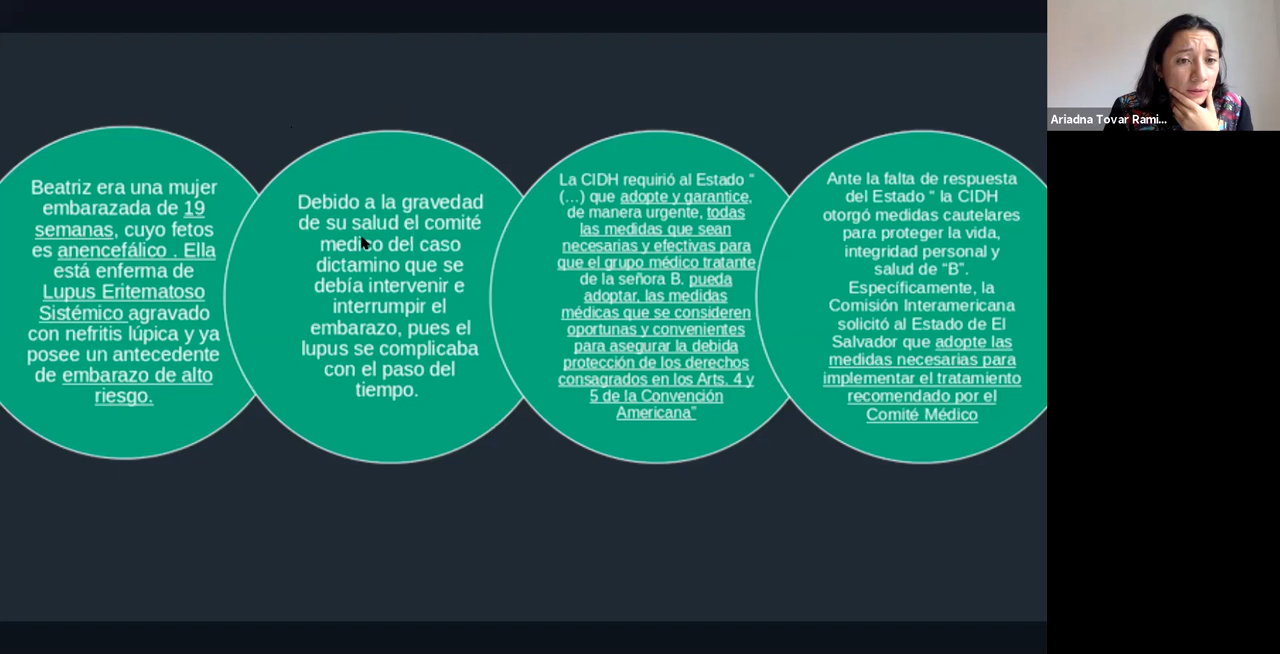 Beatriz era una mujer
embarazada de 19
semanas, cuyo fetos
es anencefálico . Ella
está enferma de
Lupus Eritematoso
Sistémico agravado
con nefritis lúpica y ya
posee un antecedente
de embarazo de alto
riesgo.
Debido a la gravedad
de su salud el comité
medico del caso
dictamino que se
debía intervenir e
interrumpir el
embarazo, pues el
lupus se complicaba
con el paso del
tiempo.
La CIDH requirió al Estado “
(…) que adopte y garantice,
de manera urgente, todas
las medidas que sean
necesarias y efectivas para
que el grupo médico tratante
de la señora B. pueda
adoptar, las medidas
médicas que se consideren
oportunas y convenientes
para asegurar la debida
protección de los derechos
consagrados en los Arts. 4 y
5 de la Convención
Americana”
Ante la falta de respuesta
del Estado “ la CIDH
otorgó medidas cautelares
para proteger la vida,
integridad personal y
salud de “B”.
Específicamente, la
Comisión Interamericana
solicitó al Estado de El
Salvador que adopte las
medidas necesarias para
implementar el tratamiento
recomendado por el
Comité Médico
Ariadna Tovar Rami...